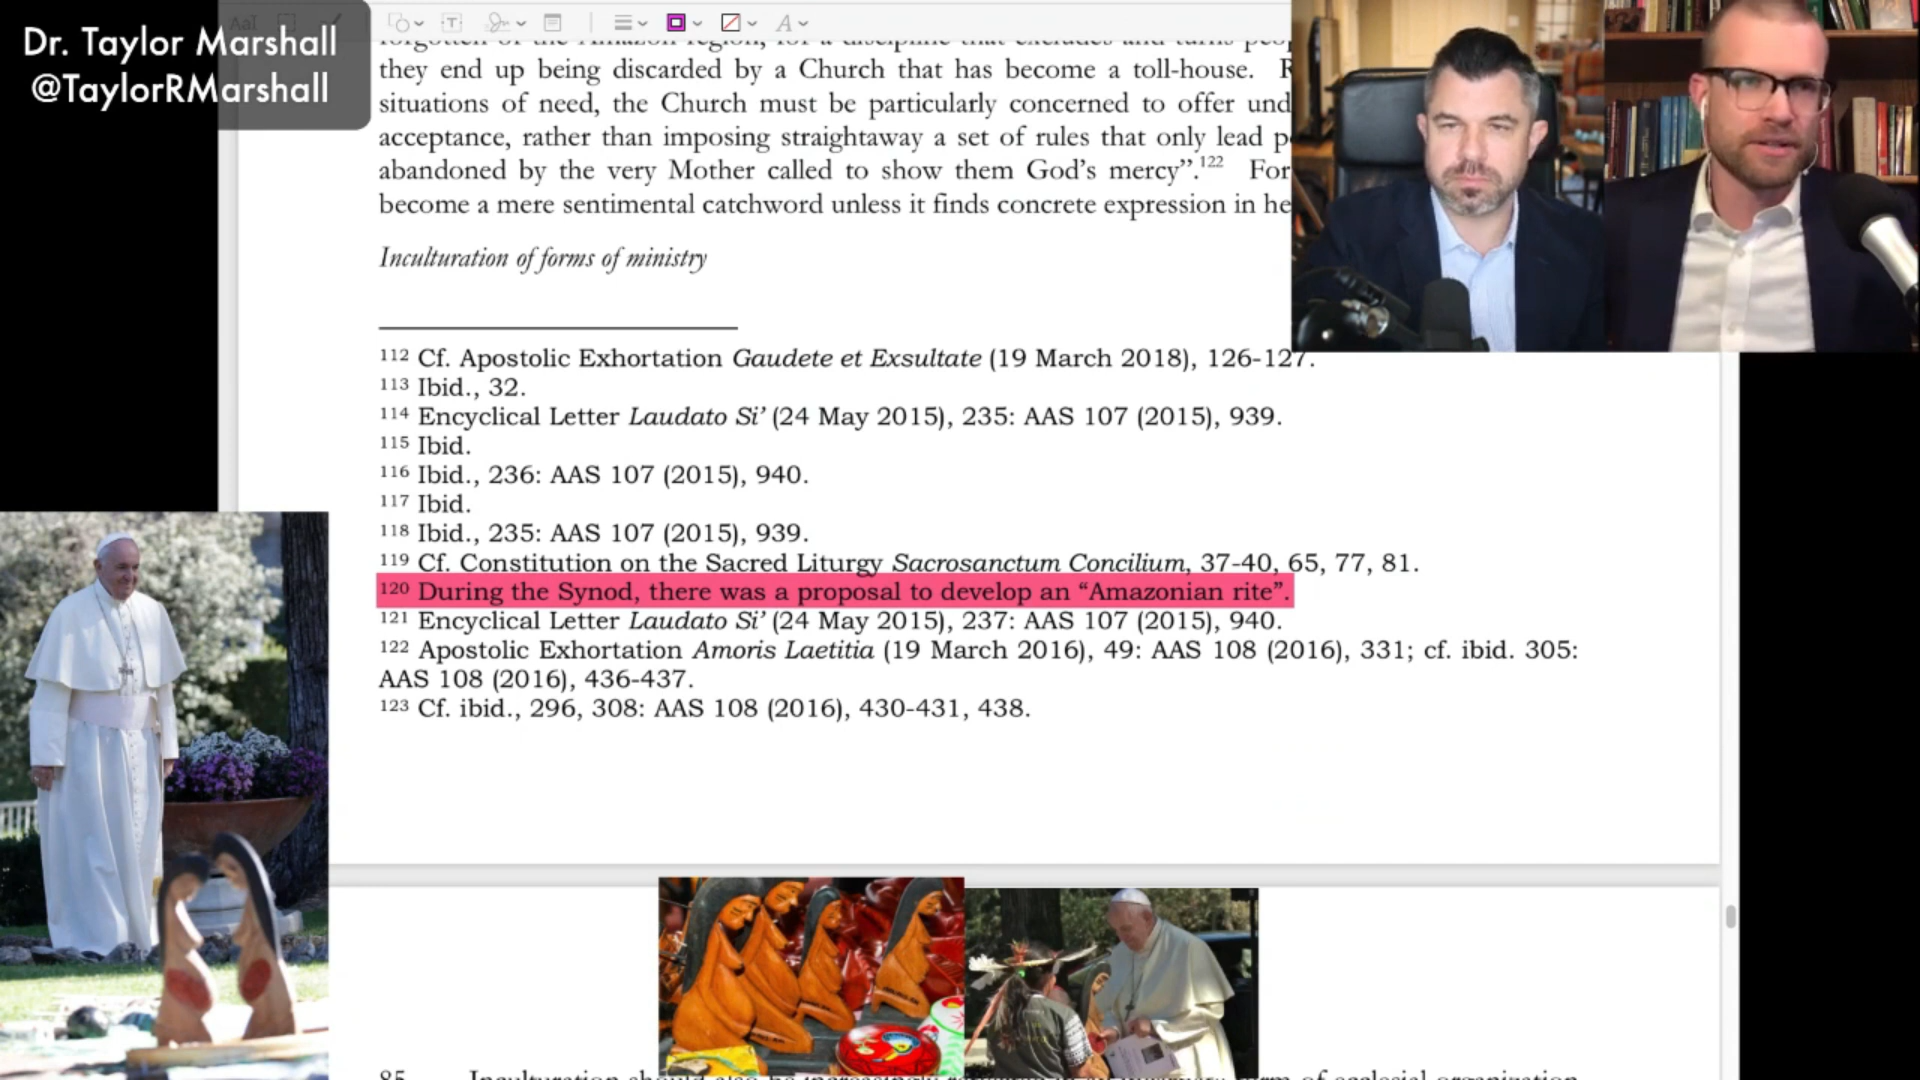 Dr. Taylor Marshall
@TaylorRMarshall
they end up being discarded by a Church that has become a toll-house.
situations of need, the Church must be particularly concerned to offer
acceptance, rather than imposing straightaway a set of rules that only lead
abandoned by the very Mother called to show them God's mercy”.122 For
become a mere sentimental catchword unless it finds concrete expression in
Inculturation of forms of ministry
112 Cf. Apostolic Exhortation Gaudete et Exsultate (19 March 2018), 126-127.
113 Ibid., 32.
114 Encyclical Letter Laudato Si’ (24 May 2015), 235: AAS 107 (2015), 939.
115 Ibid.
116 Ibid., 236: AAS 107 (2015), 940.
117 Ibid.
118 Ibid., 235: AAS 107 (2015), 939.
119 Cf. Constitution on the Sacred Liturgy Sacrosanctum Concilium, 37-40, 65, 77, 81.
120 During the Synod, there was a proposal to develop an “Amazonian rite”.
121 Encyclical Letter Laudato Si’ (24 May 2015), 237: AAS 107 (2015), 940.
122 Apostolic Exhortation Amoris Laetitia (19 March 2016), 49: AAS 108 (2016), 331; cf. ibid. 305:
AAS 108 (2016), 436-437.
123 Cf. ibid., 296, 308: AAS 108 (2016), 430-431, 438.
85. Inculturation should also be increasingly